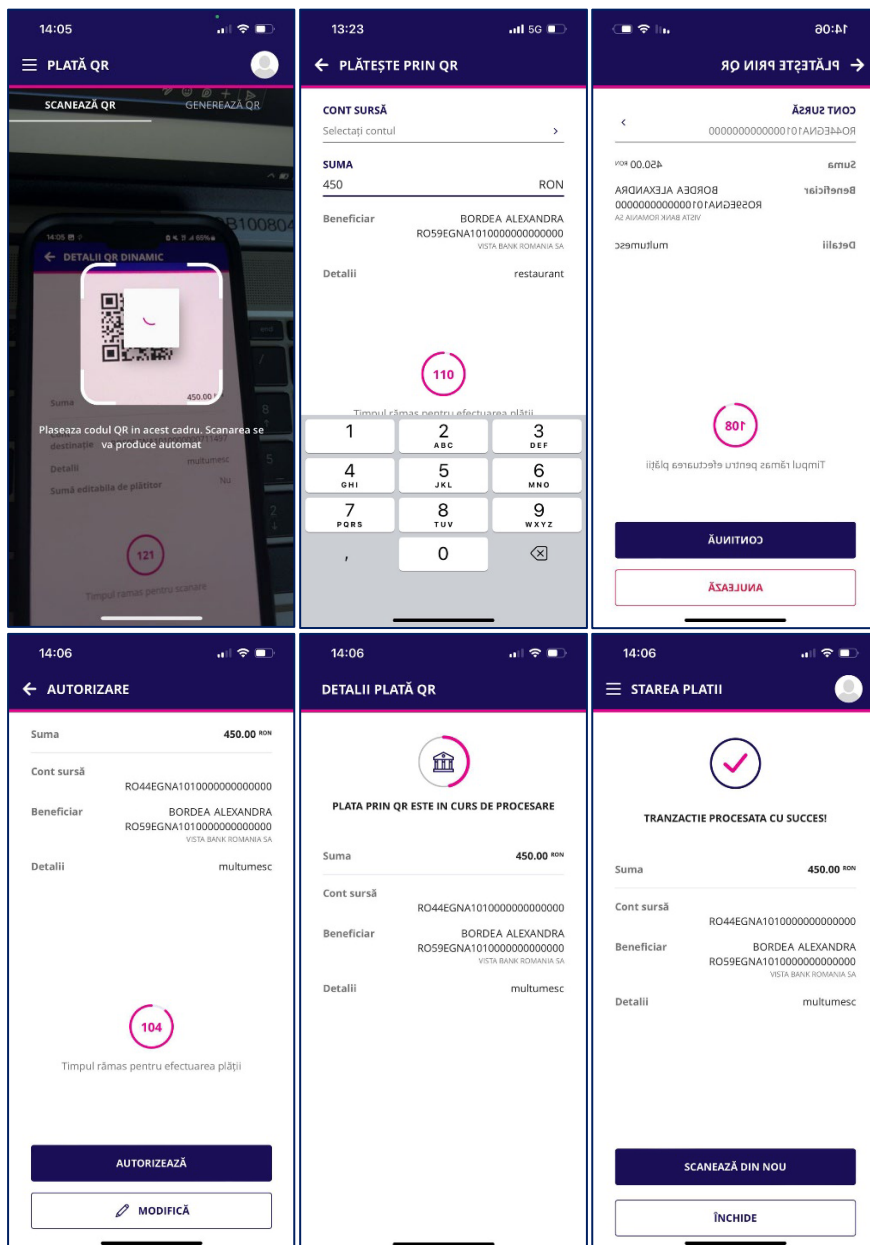 14:05
PLATĂ QR
SCANEAZĂ QR
GENEREAZĂ QR
B100804
14:05
65%
DETALII QR DINAMIC
Suma
450.00
Plaseaza codul QR in acest cadru. Scanarea se
va produce automat
destinație
Detalii
multumesc
Sumă editabila de plătitor
Nu
121
Timpul ramas pentru scanare
13:23
5G
PLĂTEȘTE PRIN QR
CONT SURSĂ
Selectați contul
SUMA
450
RON
Beneficiar
BORDEA ALEXANDRA
RO59EGNA1010000000000000
VISTA BANK ROMANIA SA
Detalii
restaurant
110
Timpul rămas pentru efectuarea plății
1
2
ABC
3
DEF
4
GHI
5
JKL
6
MNO
7
PQRS
8
TUV
9
WXYZ
,
0
14:06
PLĂTEȘTE PRIN QR
CONT SURSĂ
RO44EGNA1010000000000000
Suma
450.00 RON
Beneficiar
BORDEA ALEXANDRA
RO59EGNA1010000000000000
VISTA BANK ROMANIA SA
Detalii
multumesc
108
Timpul rămas pentru efectuarea plății
CONTINUĂ
ANULEAZĂ
14:06
AUTORIZARE
Suma
450.00 RON
Cont sursă
RO44EGNA1010000000000000
Beneficiar
BORDEA ALEXANDRA
RO59EGNA1010000000000000
VISTA BANK ROMANIA SA
Detalii
multumesc
104
Timpul rămas pentru efectuarea plății
AUTORIZEAZĂ
MODIFICĂ
14:06
DETALII PLATĂ QR
PLATA PRIN QR ESTE IN CURS DE PROCESARE
Suma
450.00 RON
Cont sursă
RO44EGNA1010000000000000
Beneficiar
BORDEA ALEXANDRA
RO59EGNA1010000000000000
VISTA BANK ROMANIA SA
Detalii
multumesc
14:06
STAREA PLATII
TRANZACTIE PROCESATA CU SUCCES!
Suma
450.00 RON
Cont sursă
RO44EGNA1010000000000000
Beneficiar
BORDEA ALEXANDRA
RO59EGNA1010000000000000
VISTA BANK ROMANIA SA
Detalii
multumesc
SCANEAZĂ DIN NOU
ÎNCHIDE